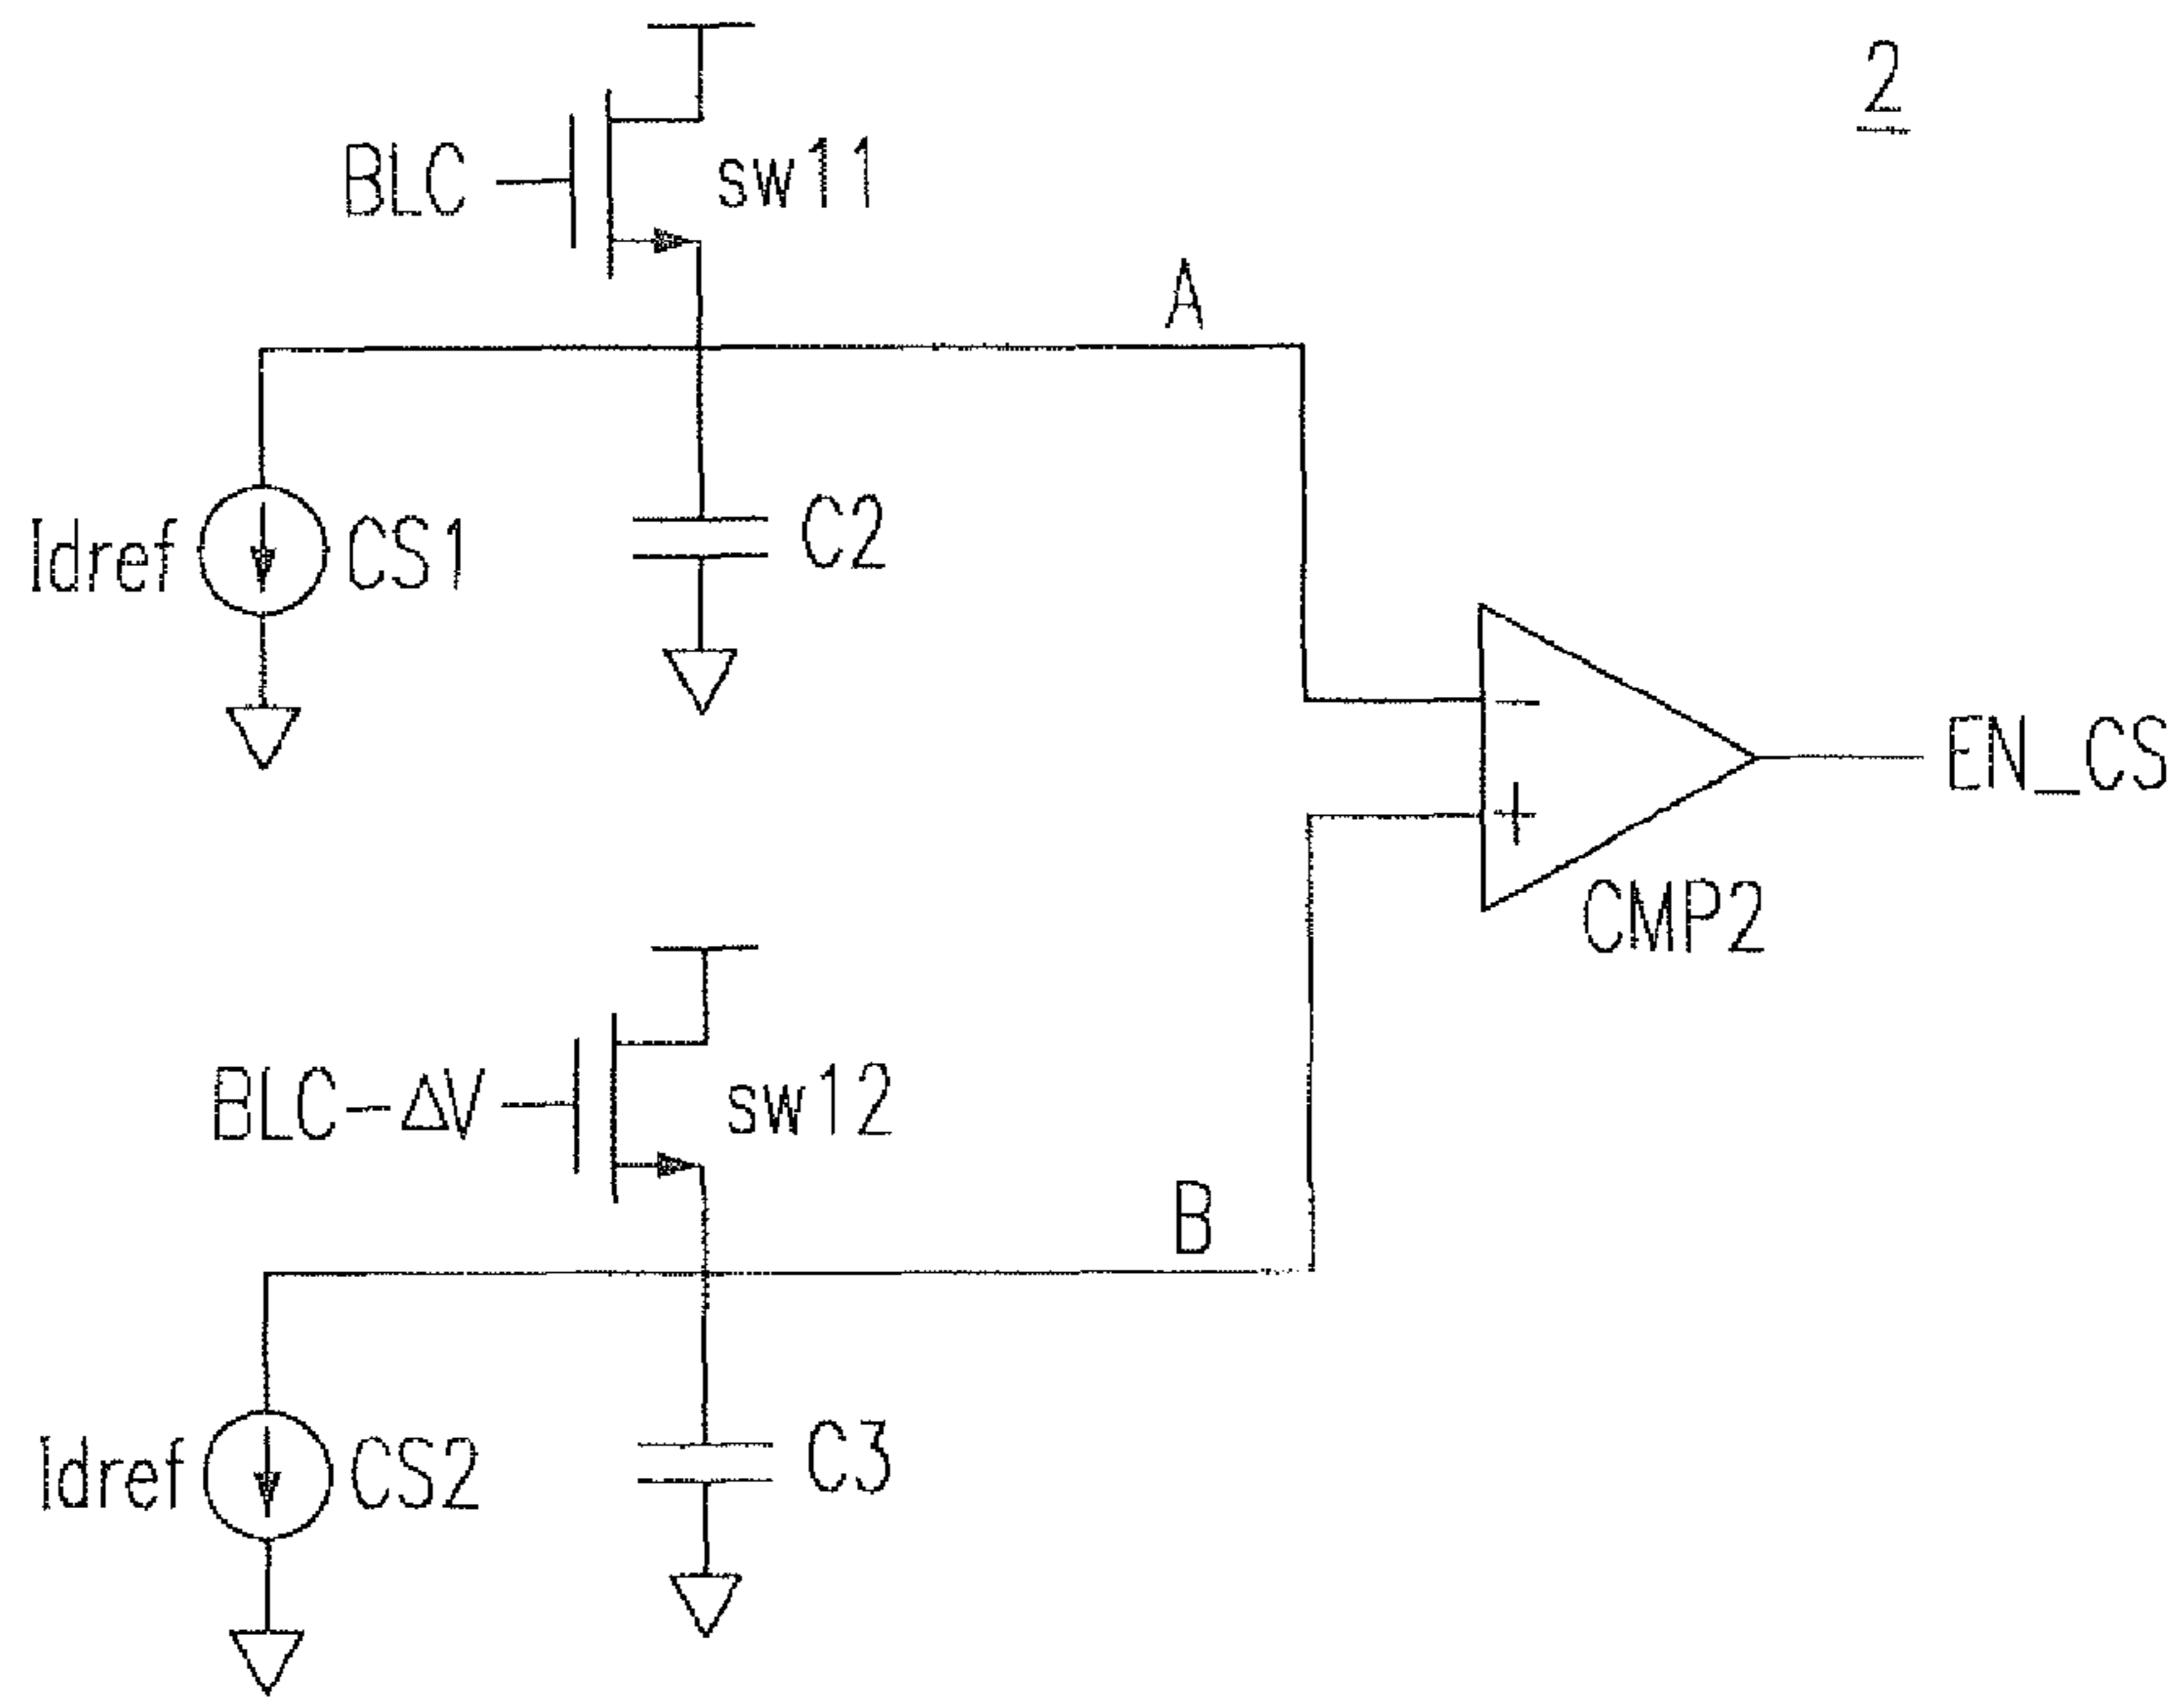 2
BLC
sw11
A
Idref
CS1
C2
−
EN_CS
+
CMP2
BLC−ΔV
sw12
B
Idref
CS2
C3